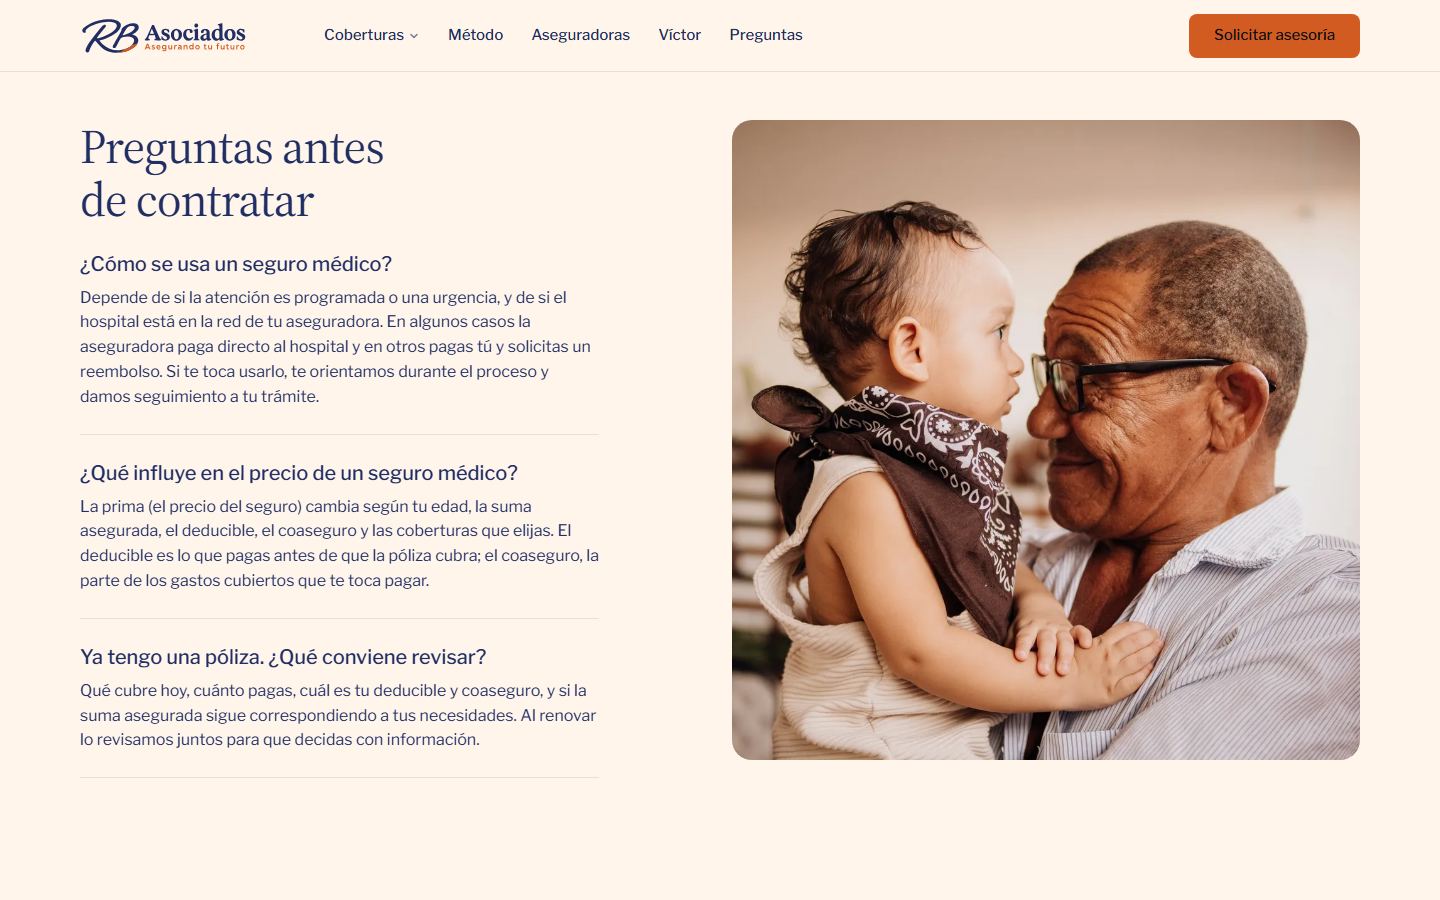 RB Asociados
Asegurando tu futuro
Coberturas
Método
Aseguradoras
Víctor
Preguntas
Solicitar asesoría
Preguntas antes
de contratar
¿Cómo se usa un seguro médico?
Depende de si la atención es programada o una urgencia, y de si el
hospital está en la red de tu aseguradora. En algunos casos la
aseguradora paga directo al hospital y en otros pagas tú y solicitas un
reembolso. Si te toca usarlo, te orientamos durante el proceso y
damos seguimiento a tu trámite.
¿Qué influye en el precio de un seguro médico?
La prima (el precio del seguro) cambia según tu edad, la suma
asegurada, el deducible, el coaseguro y las coberturas que elijas. El
deducible es lo que pagas antes de que la póliza cubra; el coaseguro, la
parte de los gastos cubiertos que te toca pagar.
Ya tengo una póliza. ¿Qué conviene revisar?
Qué cubre hoy, cuánto pagas, cuál es tu deducible y coaseguro, y si la
suma asegurada sigue correspondiendo a tus necesidades. Al renovar
lo revisamos juntos para que decidas con información.